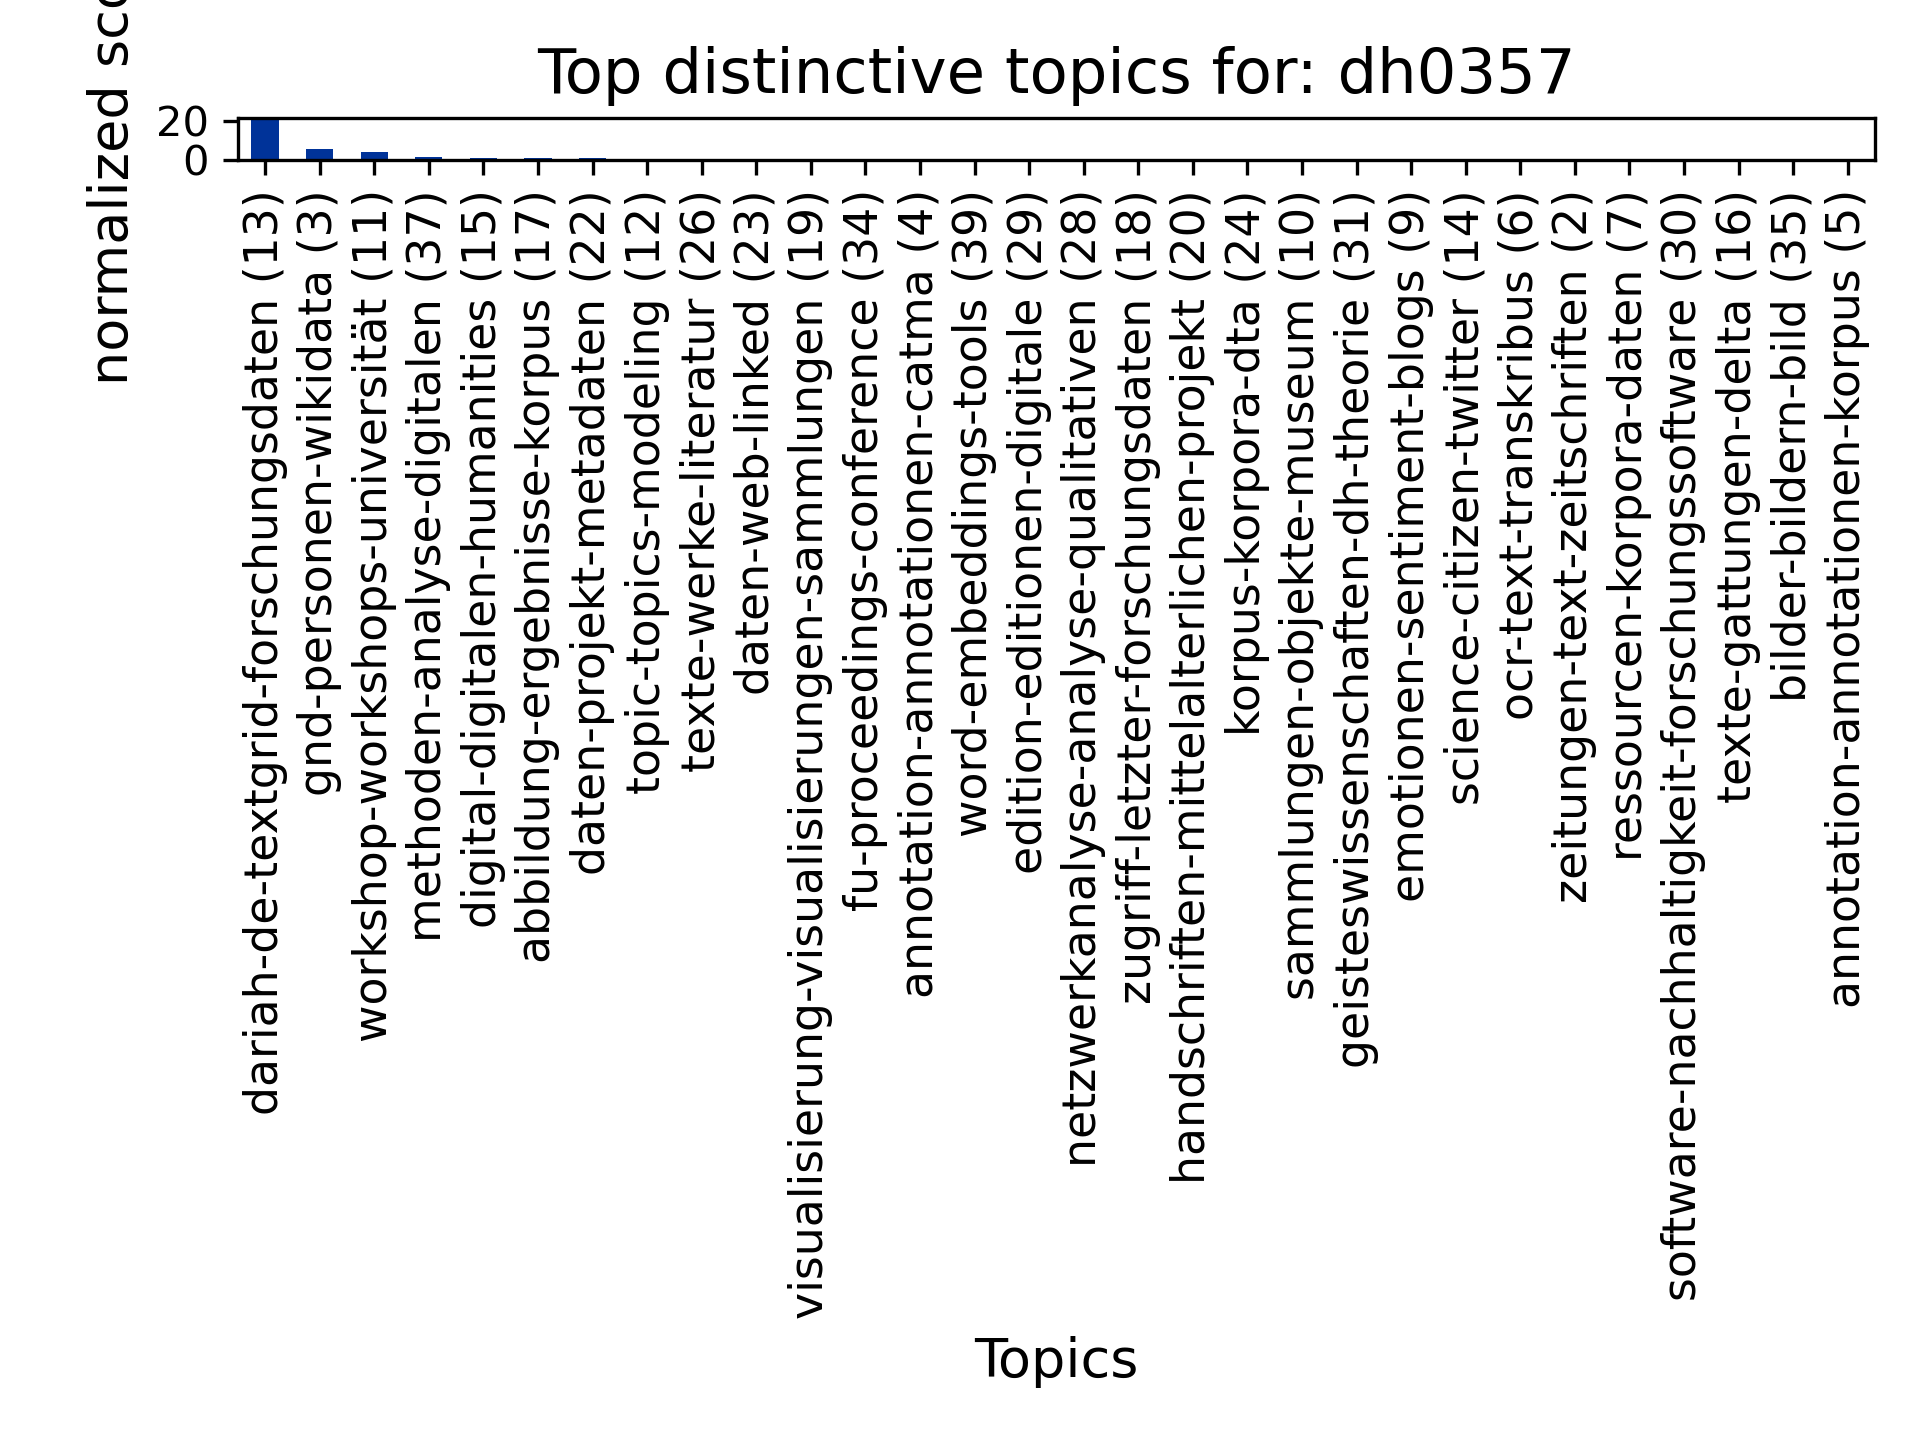 Top distinctive topics for: dh0357
normalized
20
0
dariah-de-textgrid-forschungsdaten (13)
gnd-personen-wikidata (3)
workshop-workshops-universität (11)
methoden-analyse-digitalen (37)
digital-digitalen-humanities (15)
abbildung-ergebnisse-korpus (17)
daten-projekt-metadaten (22)
topic-topics-modeling (12)
texte-werke-literatur (26)
daten-web-linked (23)
visualisierung-visualisierungen-sammlungen (19)
fu-proceedings-conference (34)
annotation-annotationen-catma (4)
word-embeddings-tools (39)
edition-editionen-digitale (29)
netzwerkanalyse-analyse-qualitativen (28)
zugriff-letzter-forschungsdaten (18)
handschriften-mittelalterlichen-projekt (20)
korpus-korpora-dta (24)
sammlungen-objekte-museum (10)
geisteswissenschaften-dh-theorie (31)
emotionen-sentiment-blogs (9)
science-citizen-twitter (14)
ocr-text-transkribus (6)
zeitungen-text-zeitschriften (2)
ressourcen-korpora-daten (7)
software-nachhaltigkeit-forschungssoftware (30)
texte-gattungen-delta (16)
bilder-bildern-bild (35)
annotation-annotationen-korpus (5)
Topics